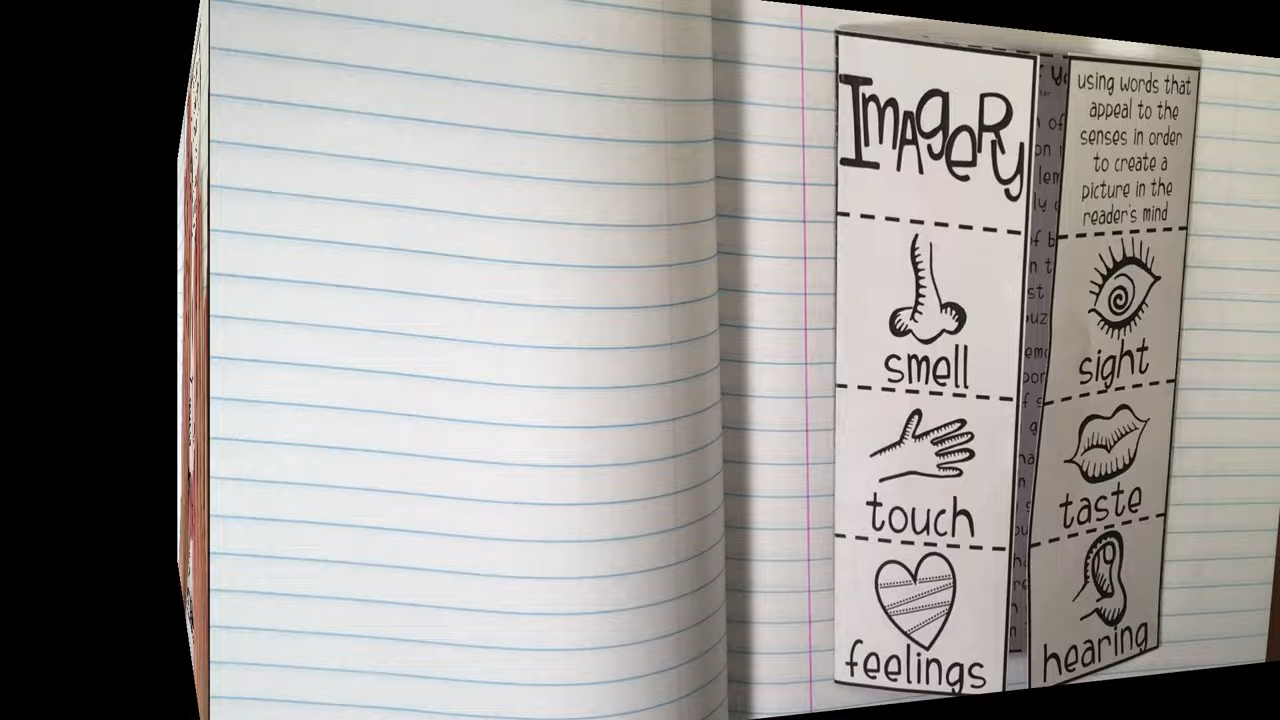 Imagery
using words that
appeal to the
senses in order
to create a
picture in the
reader's mind
smell
sight
touch
taste
feelings
hearing